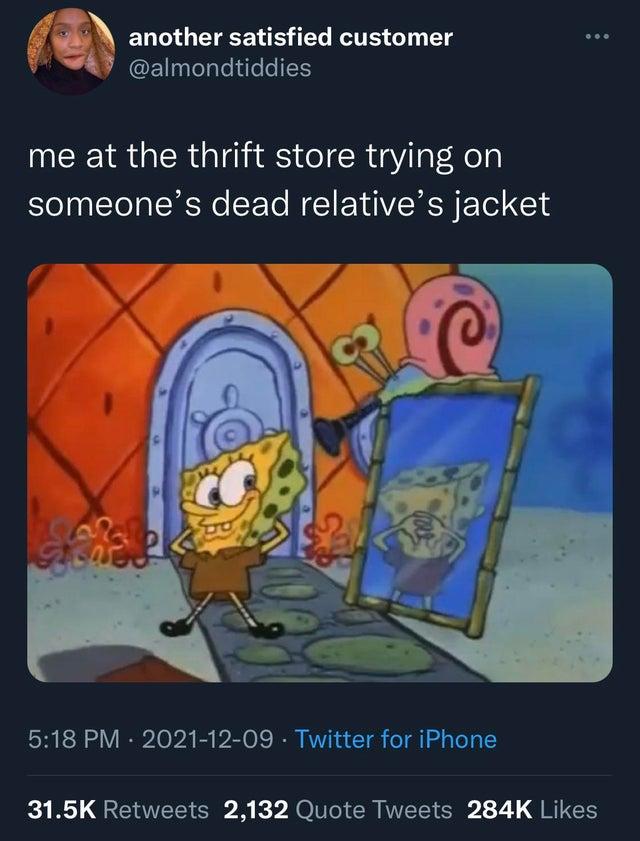 another satisfied customer
@almondtiddies
me at the thrift store trying on
someone’s dead relative’s jacket
5:18 PM · 2021-12-09 · Twitter for iPhone
31.5K Retweets 2,132 Quote Tweets 284K Likes